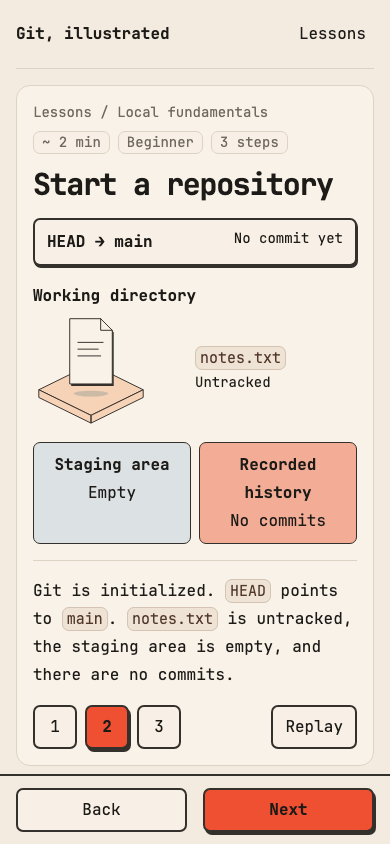 Git, illustrated
Lessons
Lessons / Local fundamentals
~ 2 min
Beginner
3 steps
Start a repository
HEAD → main
No commit yet
Working directory
notes.txt
Untracked
Staging area
Empty
Recorded
history
No commits
Git is initialized. HEAD points
to main. notes.txt is untracked,
the staging area is empty, and
there are no commits.
1
2
3
Replay
Back
Next